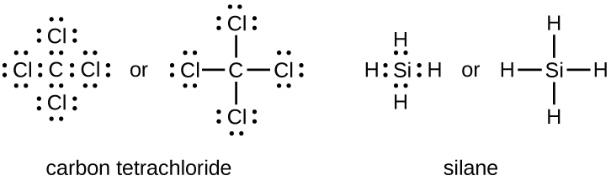 Cl Cl H H
Cl C Cl or Cl C Cl H Si H or H Si H
Cl Cl H H
carbon tetrachloride silane